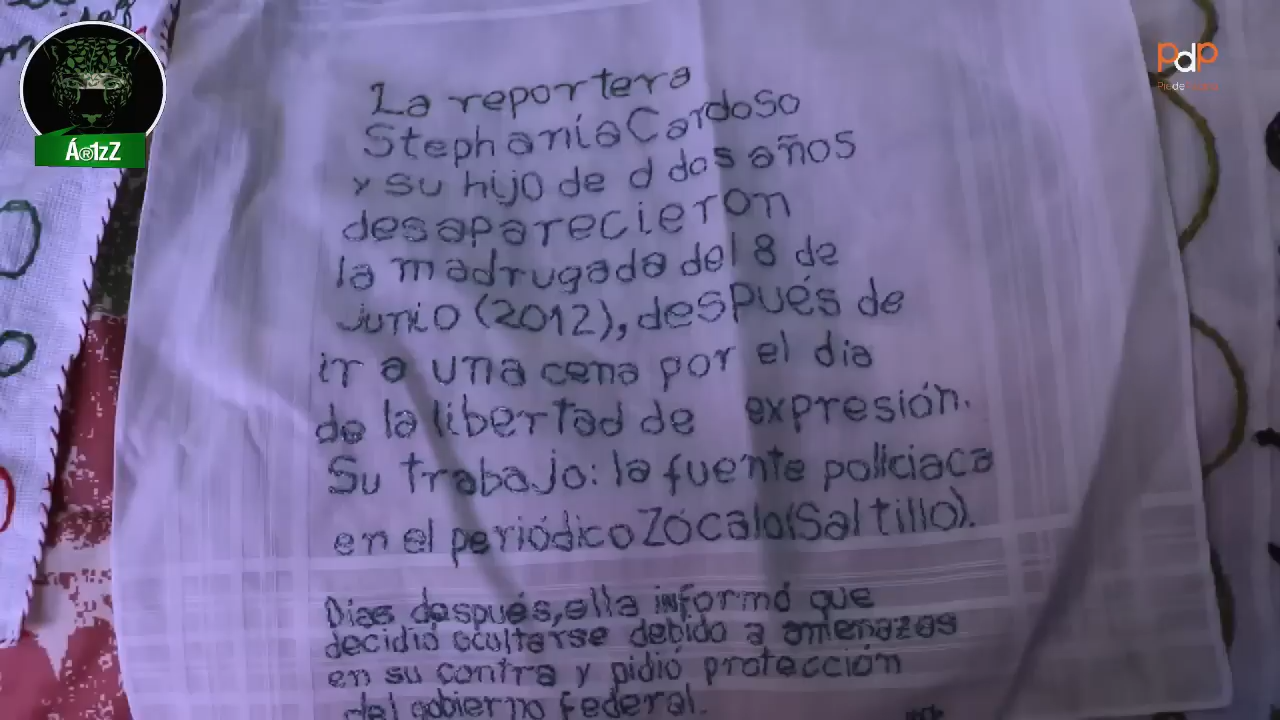 Á®1zZ
pdp
La reportera
Stephanía Cardoso
y su hijo de d dos años
desaparecieron
la madrugada del 8 de
junio (2012), después de
ir a una cena por el dia
de la libertad de expresión.
Su trabajo: la fuente policiaca
en el periódico Zócalo (Saltillo).
Dias después, ella informó que
decidió ocultarse debido a amenazas
en su contra y pidió protección
del gobierno Federal.